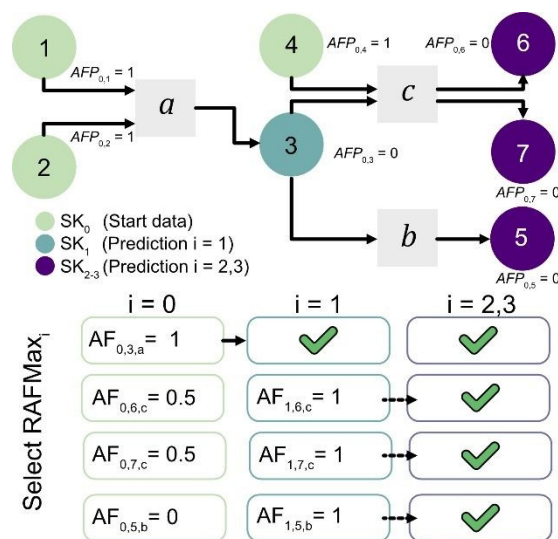 1
4
6
AFP0,1 = 1
AFP0,4 = 1
AFP0,6 = 0
a
c
AFP0,2 = 1
2
3
7
AFP0,3 = 0
AFP0,7 = 0
SK0 (Start data)
SK1 (Prediction i = 1)
SK2-3 (Prediction i = 2,3)
b
5
AFP0,5 = 0
i = 0
i = 1
i = 2,3
Select RAFMaxi
AF0,3,a = 1
AF0,6,c = 0.5
AF1,6,c = 1
AF0,7,c = 0.5
AF1,7,c = 1
AF0,5,b = 0
AF1,5,b = 1